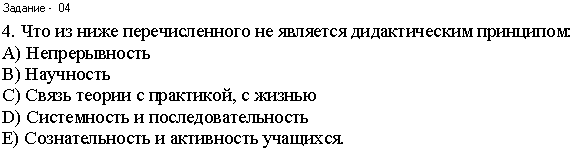 Задание - 04
4. Что из ниже перечисленного не является дидактическим принципом:
A) Непрерывность
B) Научность
C) Связь теории с практикой, с жизнью
D) Системность и последовательность
E) Сознательность и активность учащихся.